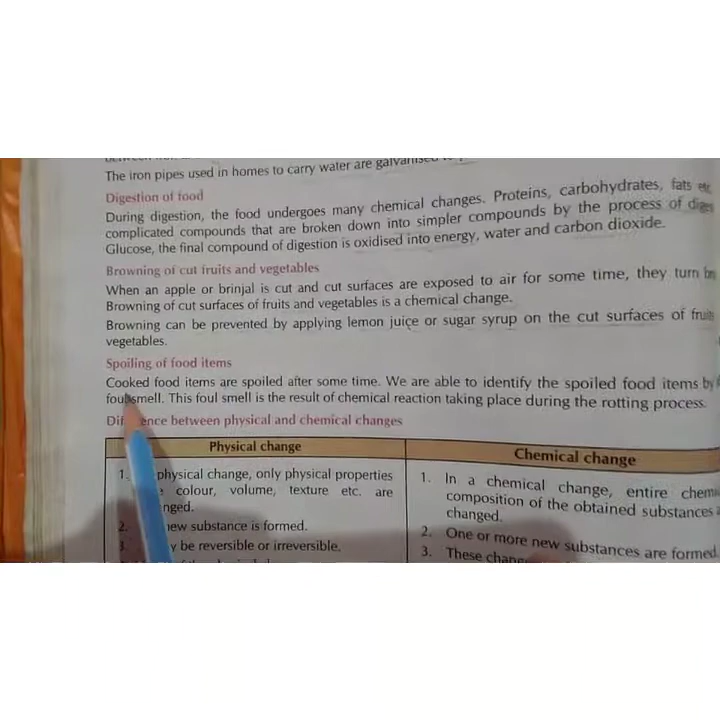 The iron pipes used in homes to carry water are galvanised
Digestion of food
During digestion, the food undergoes many chemical changes. Proteins, carbohydrates, fats etc.
complicated compounds that are broken down into simpler compounds by the process of
Glucose, the final compound of digestion is oxidised into energy, water and carbon dioxide.
Browning of cut fruits and vegetables
When an apple or brinjal is cut and cut surfaces are exposed to air for some time, they turn
Browning of cut surfaces of fruits and vegetables is a chemical change.
Browning can be prevented by applying lemon juice or sugar syrup on the cut surfaces of
vegetables.
Spoiling of food items
Cooked food items are spoiled after some time. We are able to identify the spoiled food items by
foul smell. This foul smell is the result of chemical reaction taking place during the rotting process.
between physical and chemical changes
Physical change
Chemical change
1. physical change, only physical properties
colour, volume, texture etc. are
2. new substance is formed.
3. be reversible or irreversible.
1. In a chemical change, entire
composition of the obtained substances
changed.
2. One or more new substances are formed.
3. These